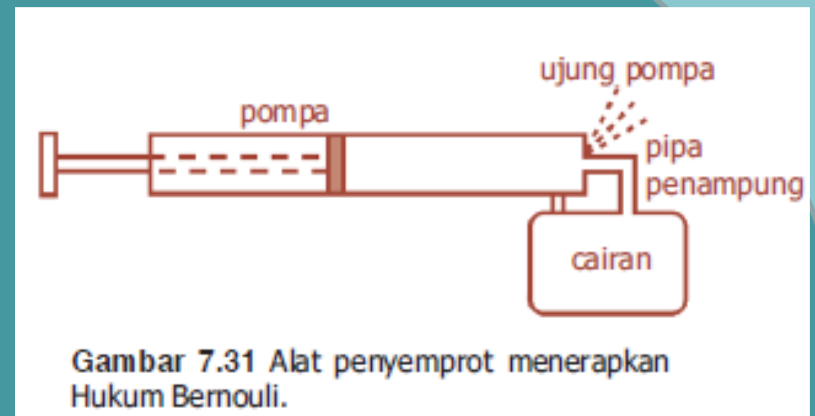 ujung pompa
pompa
pipa
penampung
cairan
Gambar 7.31 Alat penyemprot menerapkan
Hukum Bernouli.